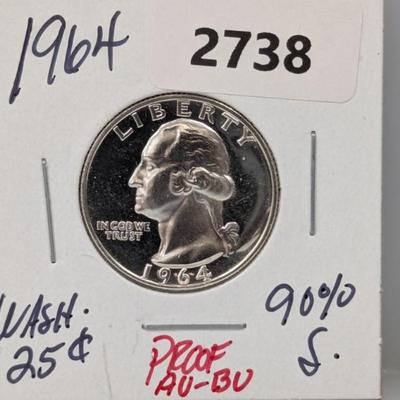 1964
2738
LIBERTY
IN GOD WE
TRUST
1964
WASH.
25¢
PROOF
AU-BU
90%
S.